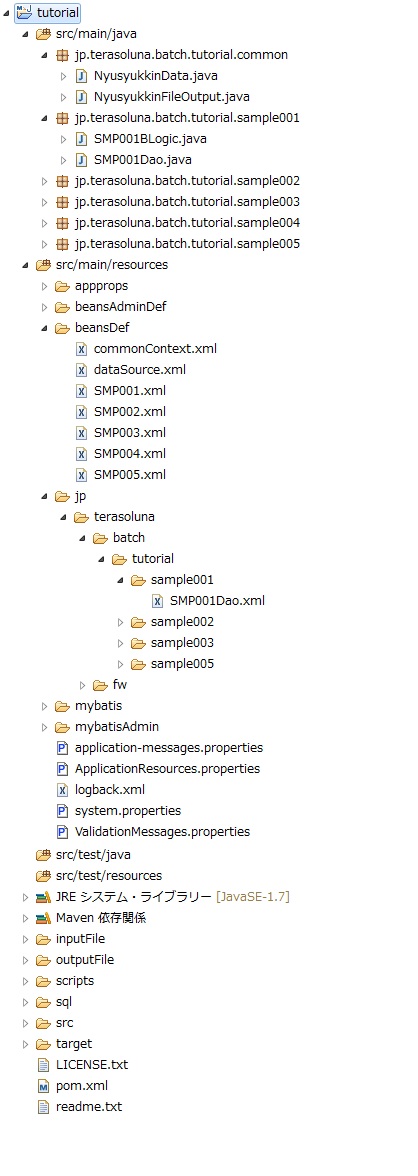 tutorial
src/main/java
jp.terasoluna.batch.tutorial.common
NyusyukkinData.java
NyusyukkinFileOutput.java
jp.terasoluna.batch.tutorial.sample001
SMP001BLogic.java
SMP001Dao.java
jp.terasoluna.batch.tutorial.sample002
jp.terasoluna.batch.tutorial.sample003
jp.terasoluna.batch.tutorial.sample004
jp.terasoluna.batch.tutorial.sample005
src/main/resources
appprops
beansAdminDef
beansDef
commonContext.xml
dataSource.xml
SMP001.xml
SMP002.xml
SMP003.xml
SMP004.xml
SMP005.xml
jp
terasoluna
batch
tutorial
sample001
SMP001Dao.xml
sample002
sample003
sample005
fw
mybatis
mybatisAdmin
application-messages.properties
ApplicationResources.properties
logback.xml
system.properties
ValidationMessages.properties
src/test/java
src/test/resources
JRE システム・ライブラリー [JavaSE-1.7]
Maven 依存関係
inputFile
outputFile
scripts
sql
src
target
LICENSE.txt
pom.xml
readme.txt